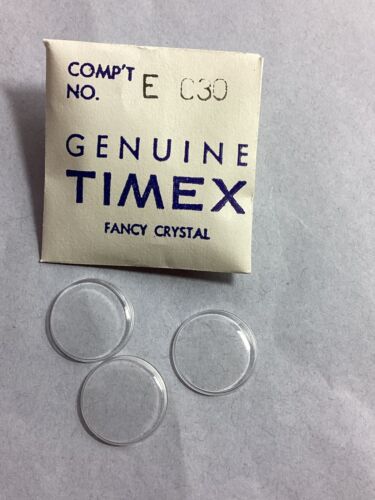 COMP'T
NO. E C30
GENUINE
TIMEX
FANCY CRYSTAL